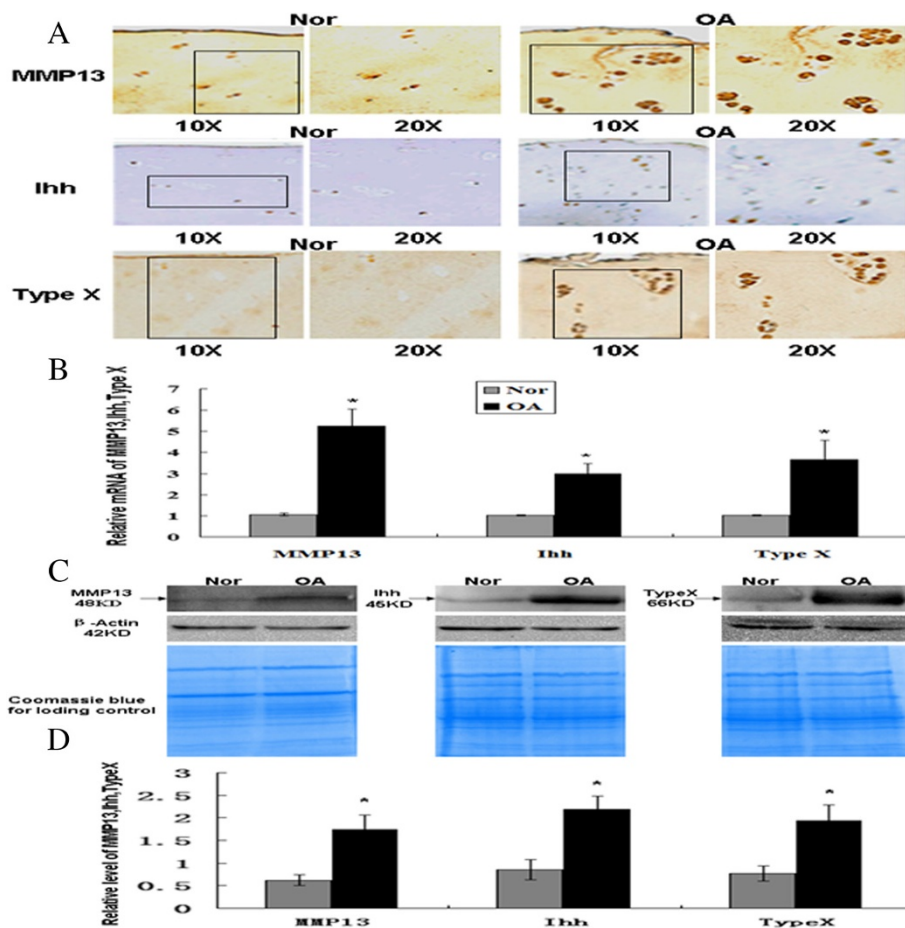 A
Nor OA
MMP13
10X 20X 10X 20X
Nor OA
Ihh
10X 20X 10X 20X
Nor OA
Type X
10X 20X 10X 20X
B
Relative mRNA of MMP13,Ihh,Type X
7
6
5
4
3
2
1
0
Nor
OA
* * *
MMP13 Ihh Type X
C
Nor OA Nor OA Nor OA
MMP13 Ihh TypeX
48KD 45KD 66KD
β-Actin
42KD
Coomassie blue
for loding control
D
Relative level of MMP13,Ihh,TypeX
3
2.5
2
1.5
1
0.5
0
* * *
MMP13 Ihh TypeX